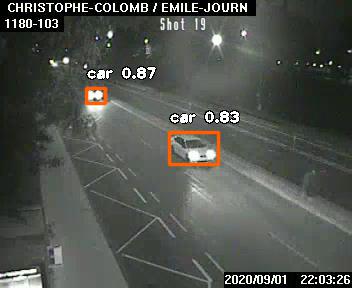 CHRISTOPHE-COLOMB / EMILE-JOURN
1180-103
Shot 19
car 0.87
car 0.83
2020/09/01 22:03:26